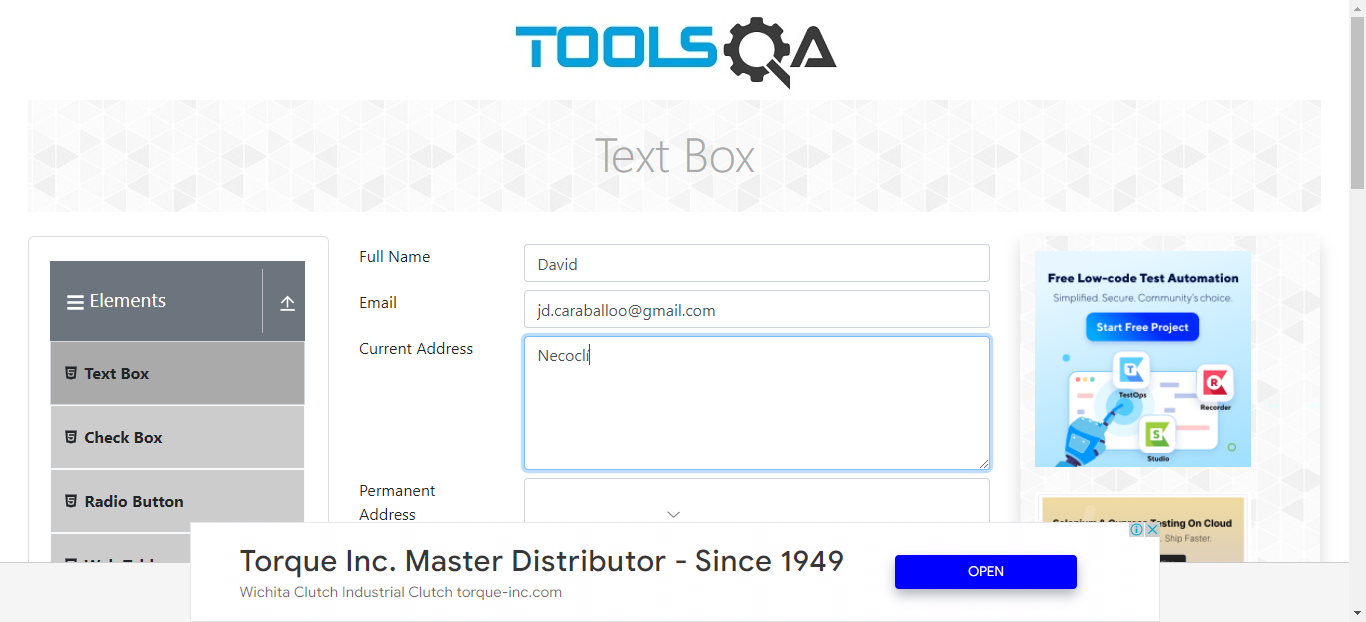 TOOLSQA
Text Box
Elements
Text Box
Check Box
Radio Button
Full Name
David
Email
jd.caraballoo@gmail.com
Current Address
Necocli
Permanent
Address
Free Low-code Test Automation
Simplified. Secure. Community's choice.
Start Free Project
TestOps
Recorder
Studio
Testing On Cloud
Ship Faster.
Torque Inc. Master Distributor - Since 1949
Wichita Clutch Industrial Clutch torque-inc.com
OPEN